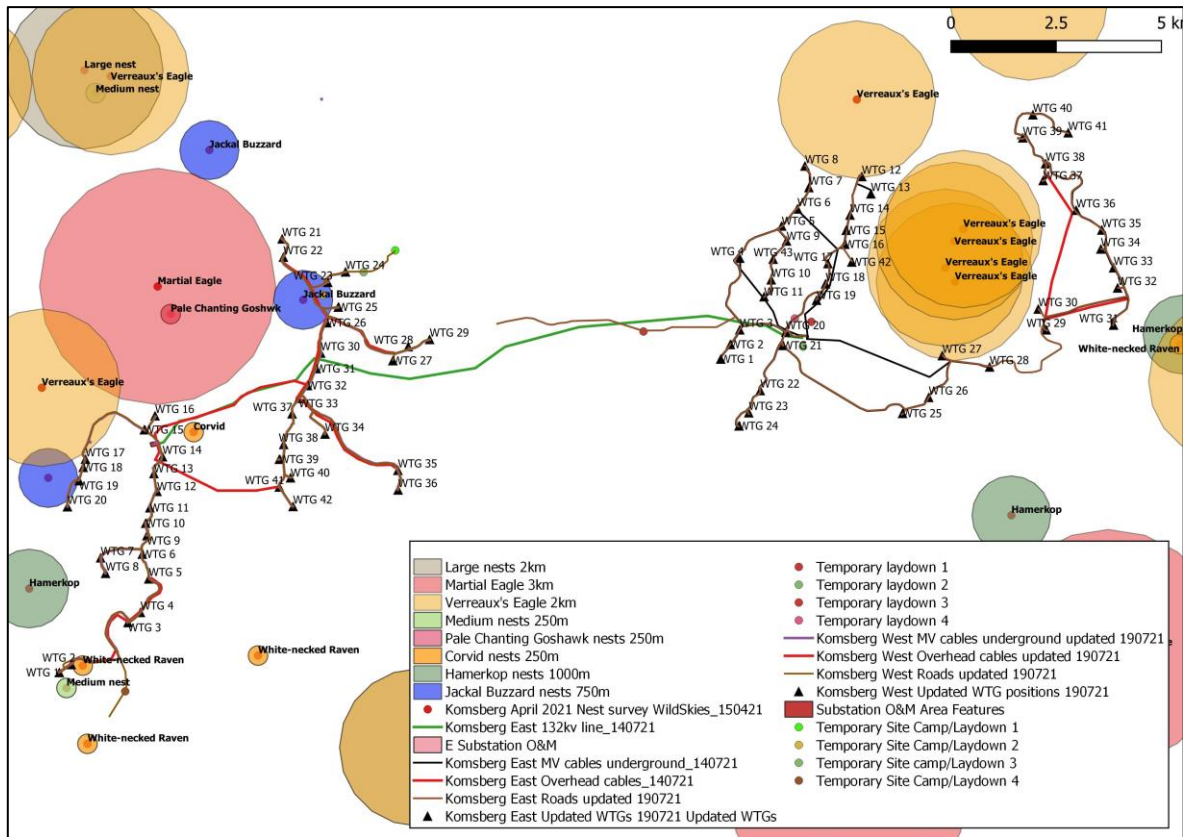 0 2.5 5 k
Large nest
Verreaux's Eagle
Medium nest
Jackal Buzzard
Verreaux's Eagle
WTG 40
WTG 39
WTG 41
WTG 8
WTG 12
WTG 38
WTG 7
WTG 13
WTG 37
WTG 6
WTG 14
WTG 36
WTG 5
WTG 15
Verreaux's Eagle
WTG 35
WTG 21
WTG 9
WTG 16
Verreaux's Eagle
WTG 34
WTG 22
WTG 4
WTG 43
WTG 17
WTG 42
Verreaux's Eagle
WTG 33
WTG 24
WTG 10
WTG 18
Verreaux's Eagle
WTG 32
Martial Eagle
WTG 23
Jackal Buzzard
WTG 11
WTG 19
WTG 30
Pale Chanting Goshwk
WTG 25
WTG 31
WTG 26
WTG 3
WTG 20
WTG 29
Hamerkop
WTG 28
WTG 29
WTG 2
WTG 21
White-necked Raven
WTG 30
WTG 27
WTG 1
WTG 27
WTG 28
WTG 31
Verreaux's Eagle
WTG 32
WTG 22
WTG 26
WTG 16
WTG 37
WTG 33
WTG 23
WTG 25
WTG 15
Corvid
WTG 34
WTG 24
WTG 17
WTG 14
WTG 38
WTG 18
WTG 13
WTG 39
WTG 35
WTG 19
WTG 12
WTG 41
WTG 40
WTG 36
WTG 20
WTG 11
WTG 42
Hamerkop
WTG 10
WTG 9
WTG 7
WTG 6
WTG 8
WTG 5
Hamerkop
WTG 4
WTG 3
WTG 2
White-necked Raven
White-necked Raven
WTG
Medium nest
White-necked Raven
Large nests 2km
Martial Eagle 3km
Verreaux's Eagle 2km
Medium nests 250m
Pale Chanting Goshawk nests 250m
Corvid nests 250m
Hamerkop nests 1000m
Jackal Buzzard nests 750m
Komsberg April 2021 Nest survey WildSkies_150421
Komsberg East 132kv line_140721
E Substation O&M
Komsberg East MV cables underground_140721
Komsberg East Overhead cables_140721
Komsberg East Roads updated 190721
Komsberg East Updated WTGs 190721 Updated WTGs
Temporary laydown 1
Temporary laydown 2
Temporary laydown 3
Temporary laydown 4
Komsberg West MV cables underground updated 190721
Komsberg West Overhead cables updated 190721
Komsberg West Roads updated 190721
Komsberg West Updated WTG positions 190721
Substation O&M Area Features
Temporary Site Camp/Laydown 1
Temporary Site Camp/Laydown 2
Temporary Site camp/Laydown 3
Temporary Site Camp/Laydown 4